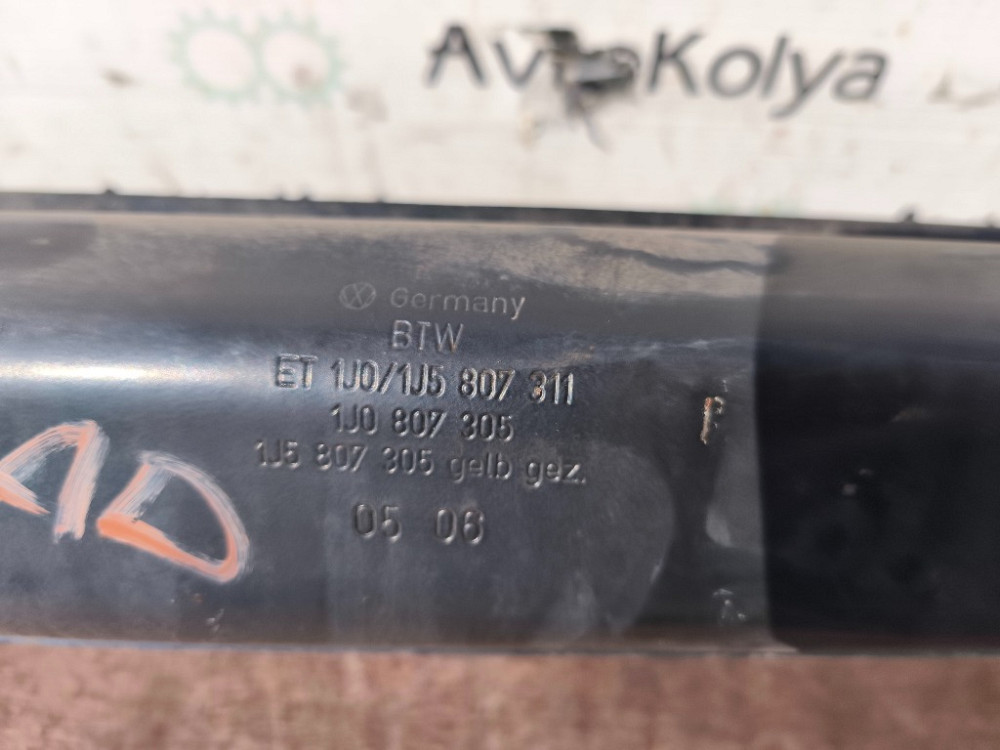 AvtoKolya
Germany
BTW
ET 1J0/1J5 807 311
1J0 807 305
1J5 807 305 gelb gez.
05 06